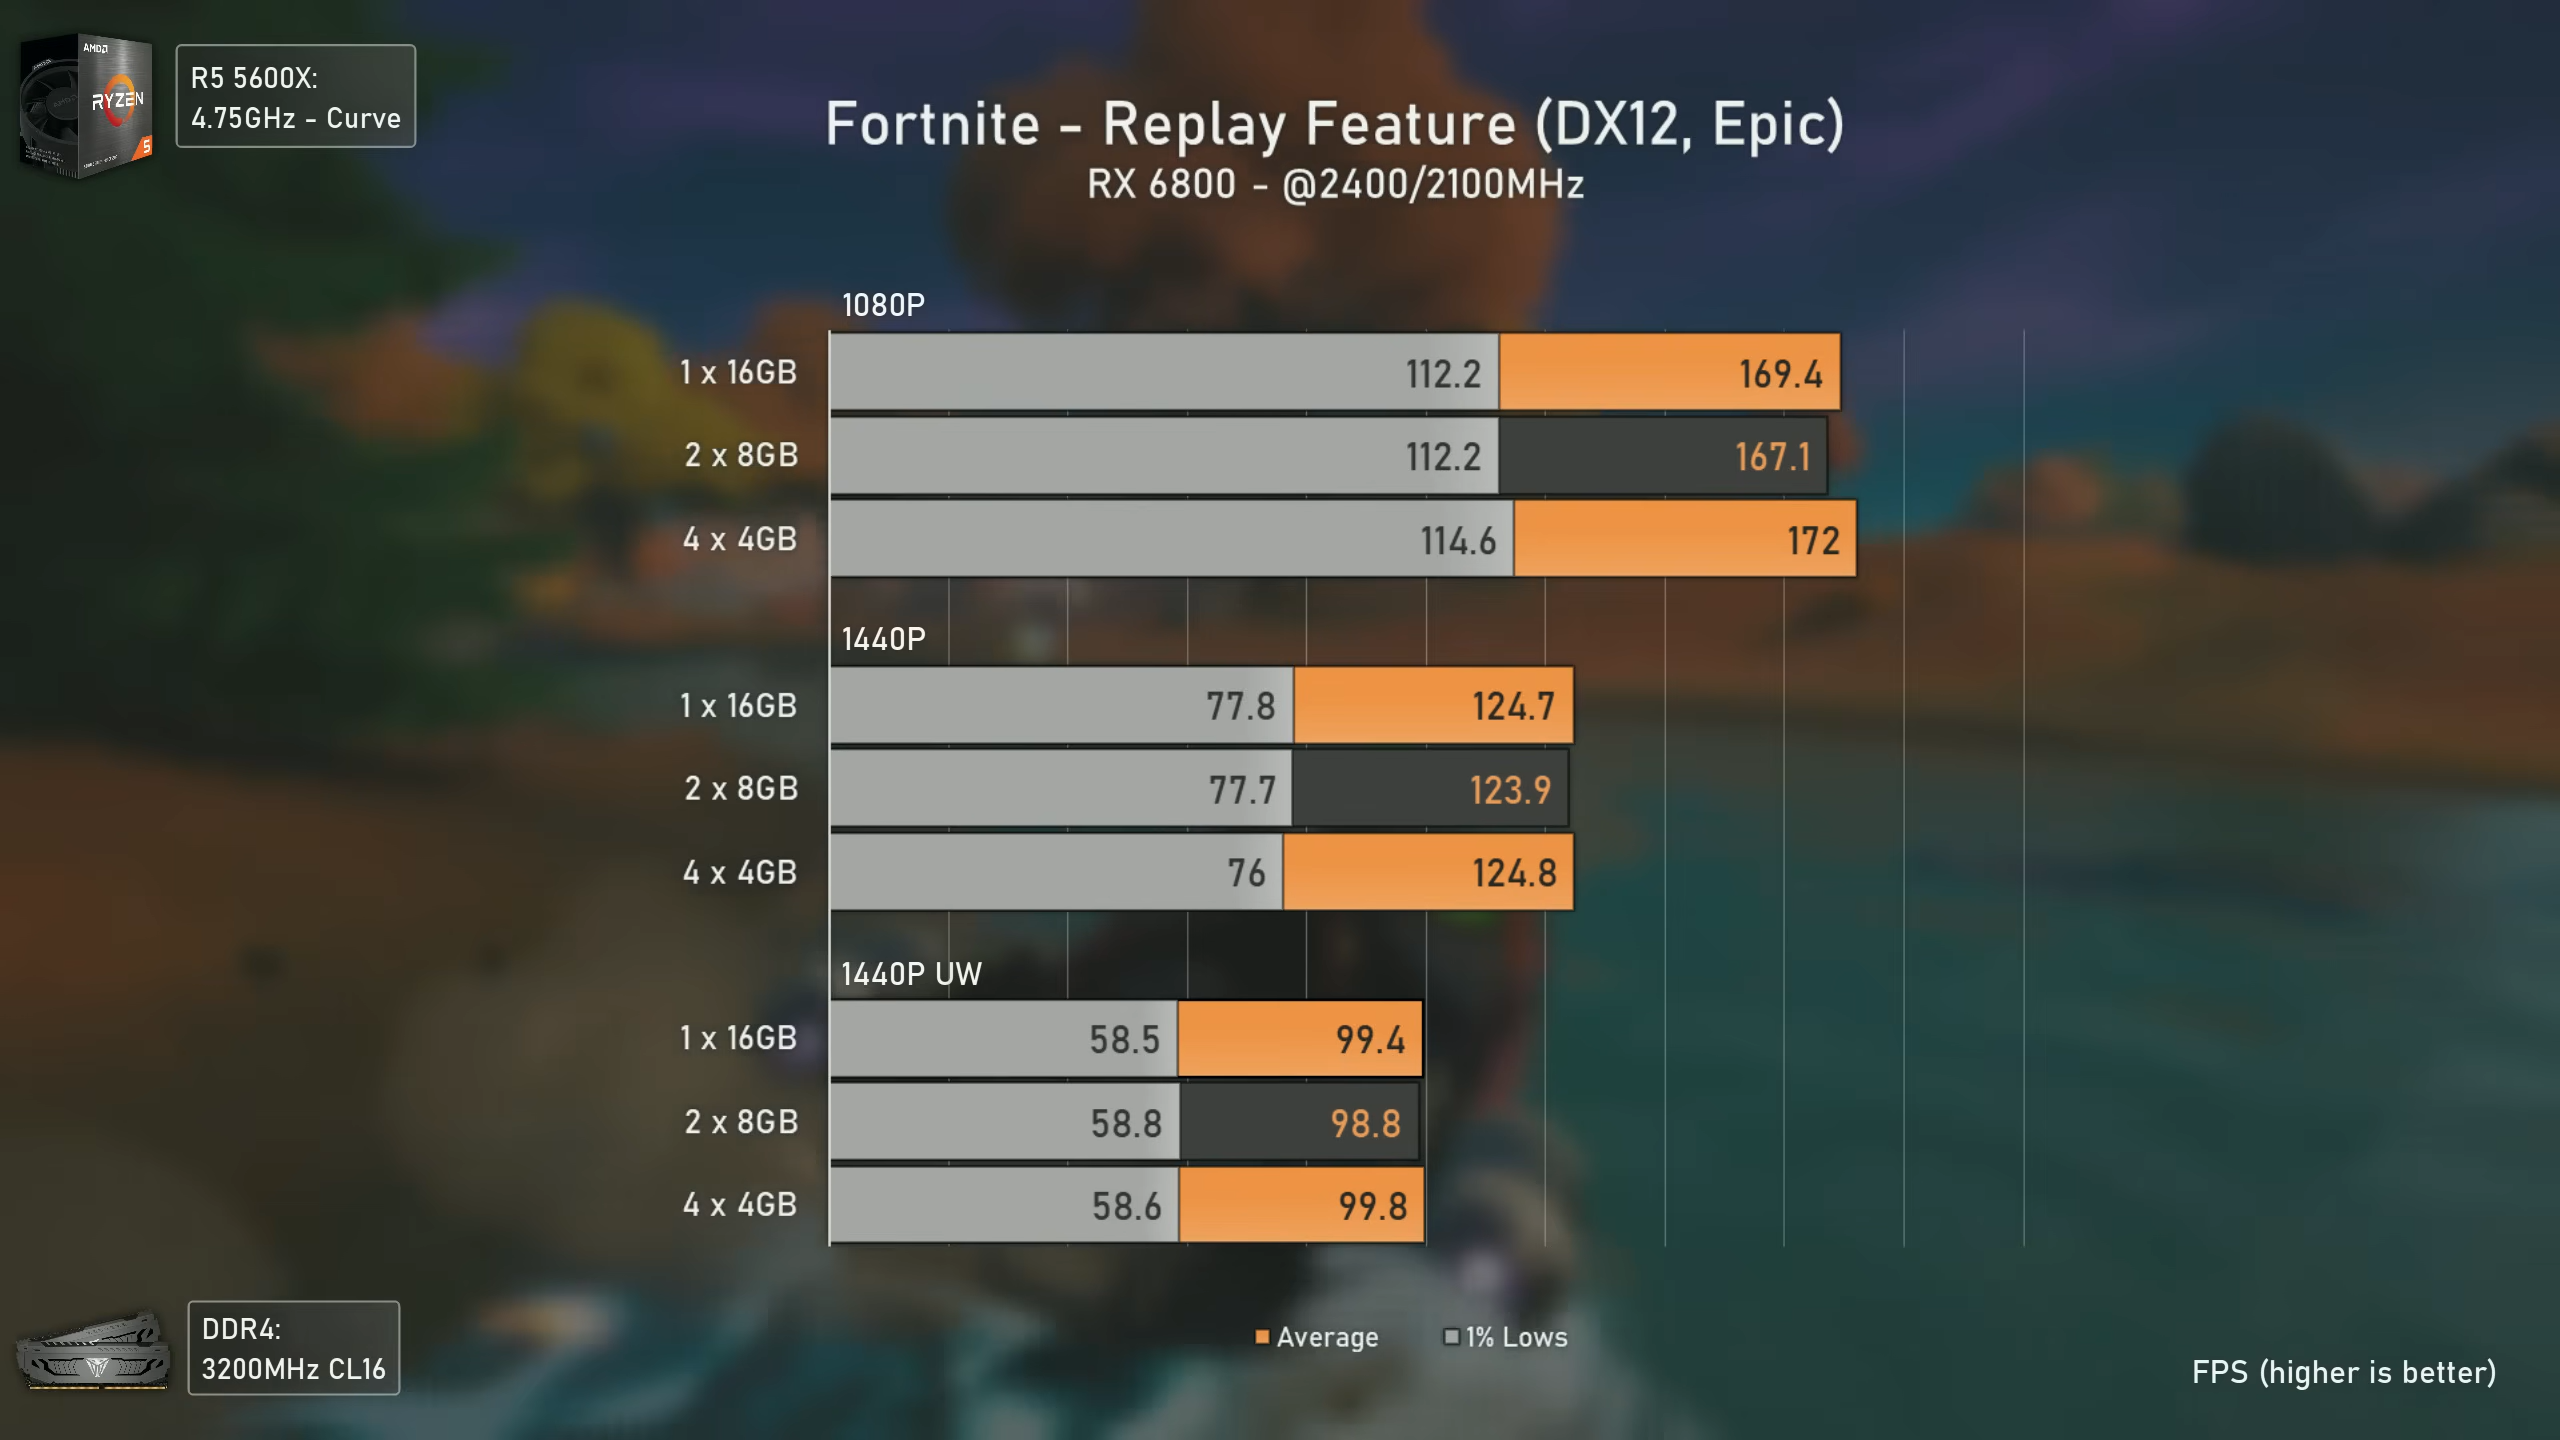 AMD
RYZEN
5
R5 5600X:
4.75GHz - Curve
Fortnite - Replay Feature (DX12, Epic)
RX 6800 - @2400/2100MHz
1080P
1 x 16GB 112.2 169.4
2 x 8GB 112.2 167.1
4 x 4GB 114.6 172
1440P
1 x 16GB 77.8 124.7
2 x 8GB 77.7 123.9
4 x 4GB 76 124.8
1440P UW
1 x 16GB 58.5 99.4
2 x 8GB 58.8 98.8
4 x 4GB 58.6 99.8
DDR4:
3200MHz CL16
Average 1% Lows
FPS (higher is better)